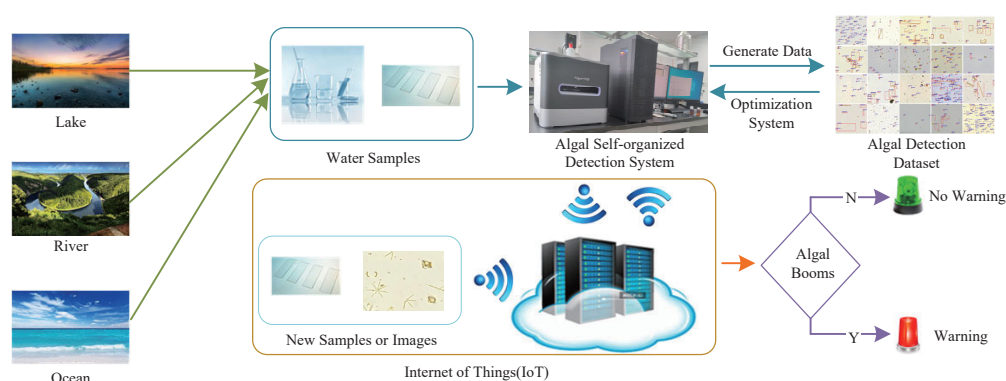 Lake
River
Ocean
Water Samples
Algal Self-organized
Detection System
Generate Data
Optimization
System
Algal Detection
Dataset
New Samples or Images
Internet of Things(IoT)
Algal
Booms
N
No Warning
Y
Warning